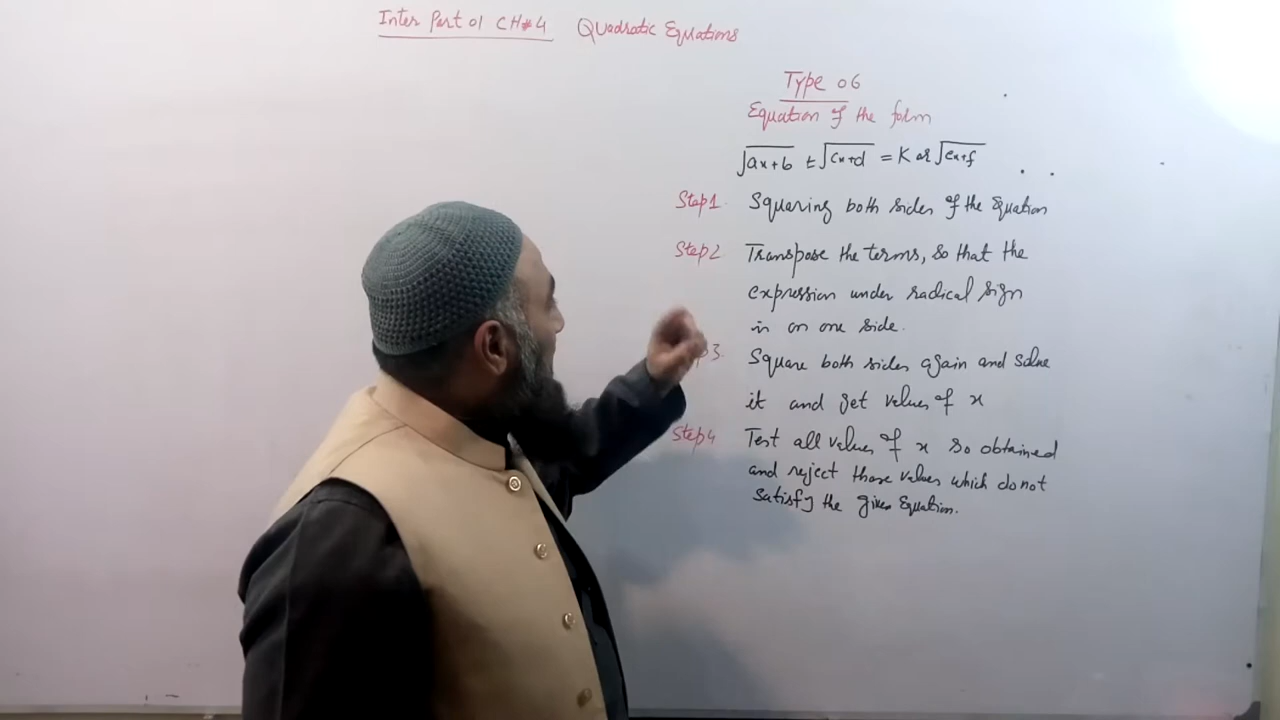 Inter Part 01 CH#4 Quadratic Equations
Type 06
Equation of the form
√ax+b ± √cx+d = K or √ex+f
Step1 Squaring both sides of the Equation
Step2 Transpose the terms, so that the
expression under radical sign
is on one side.
3 Square both sides again and solve
it and get values of x
Step4 Test all values of x so obtained
and reject those values which do not
satisfy the given Equation.